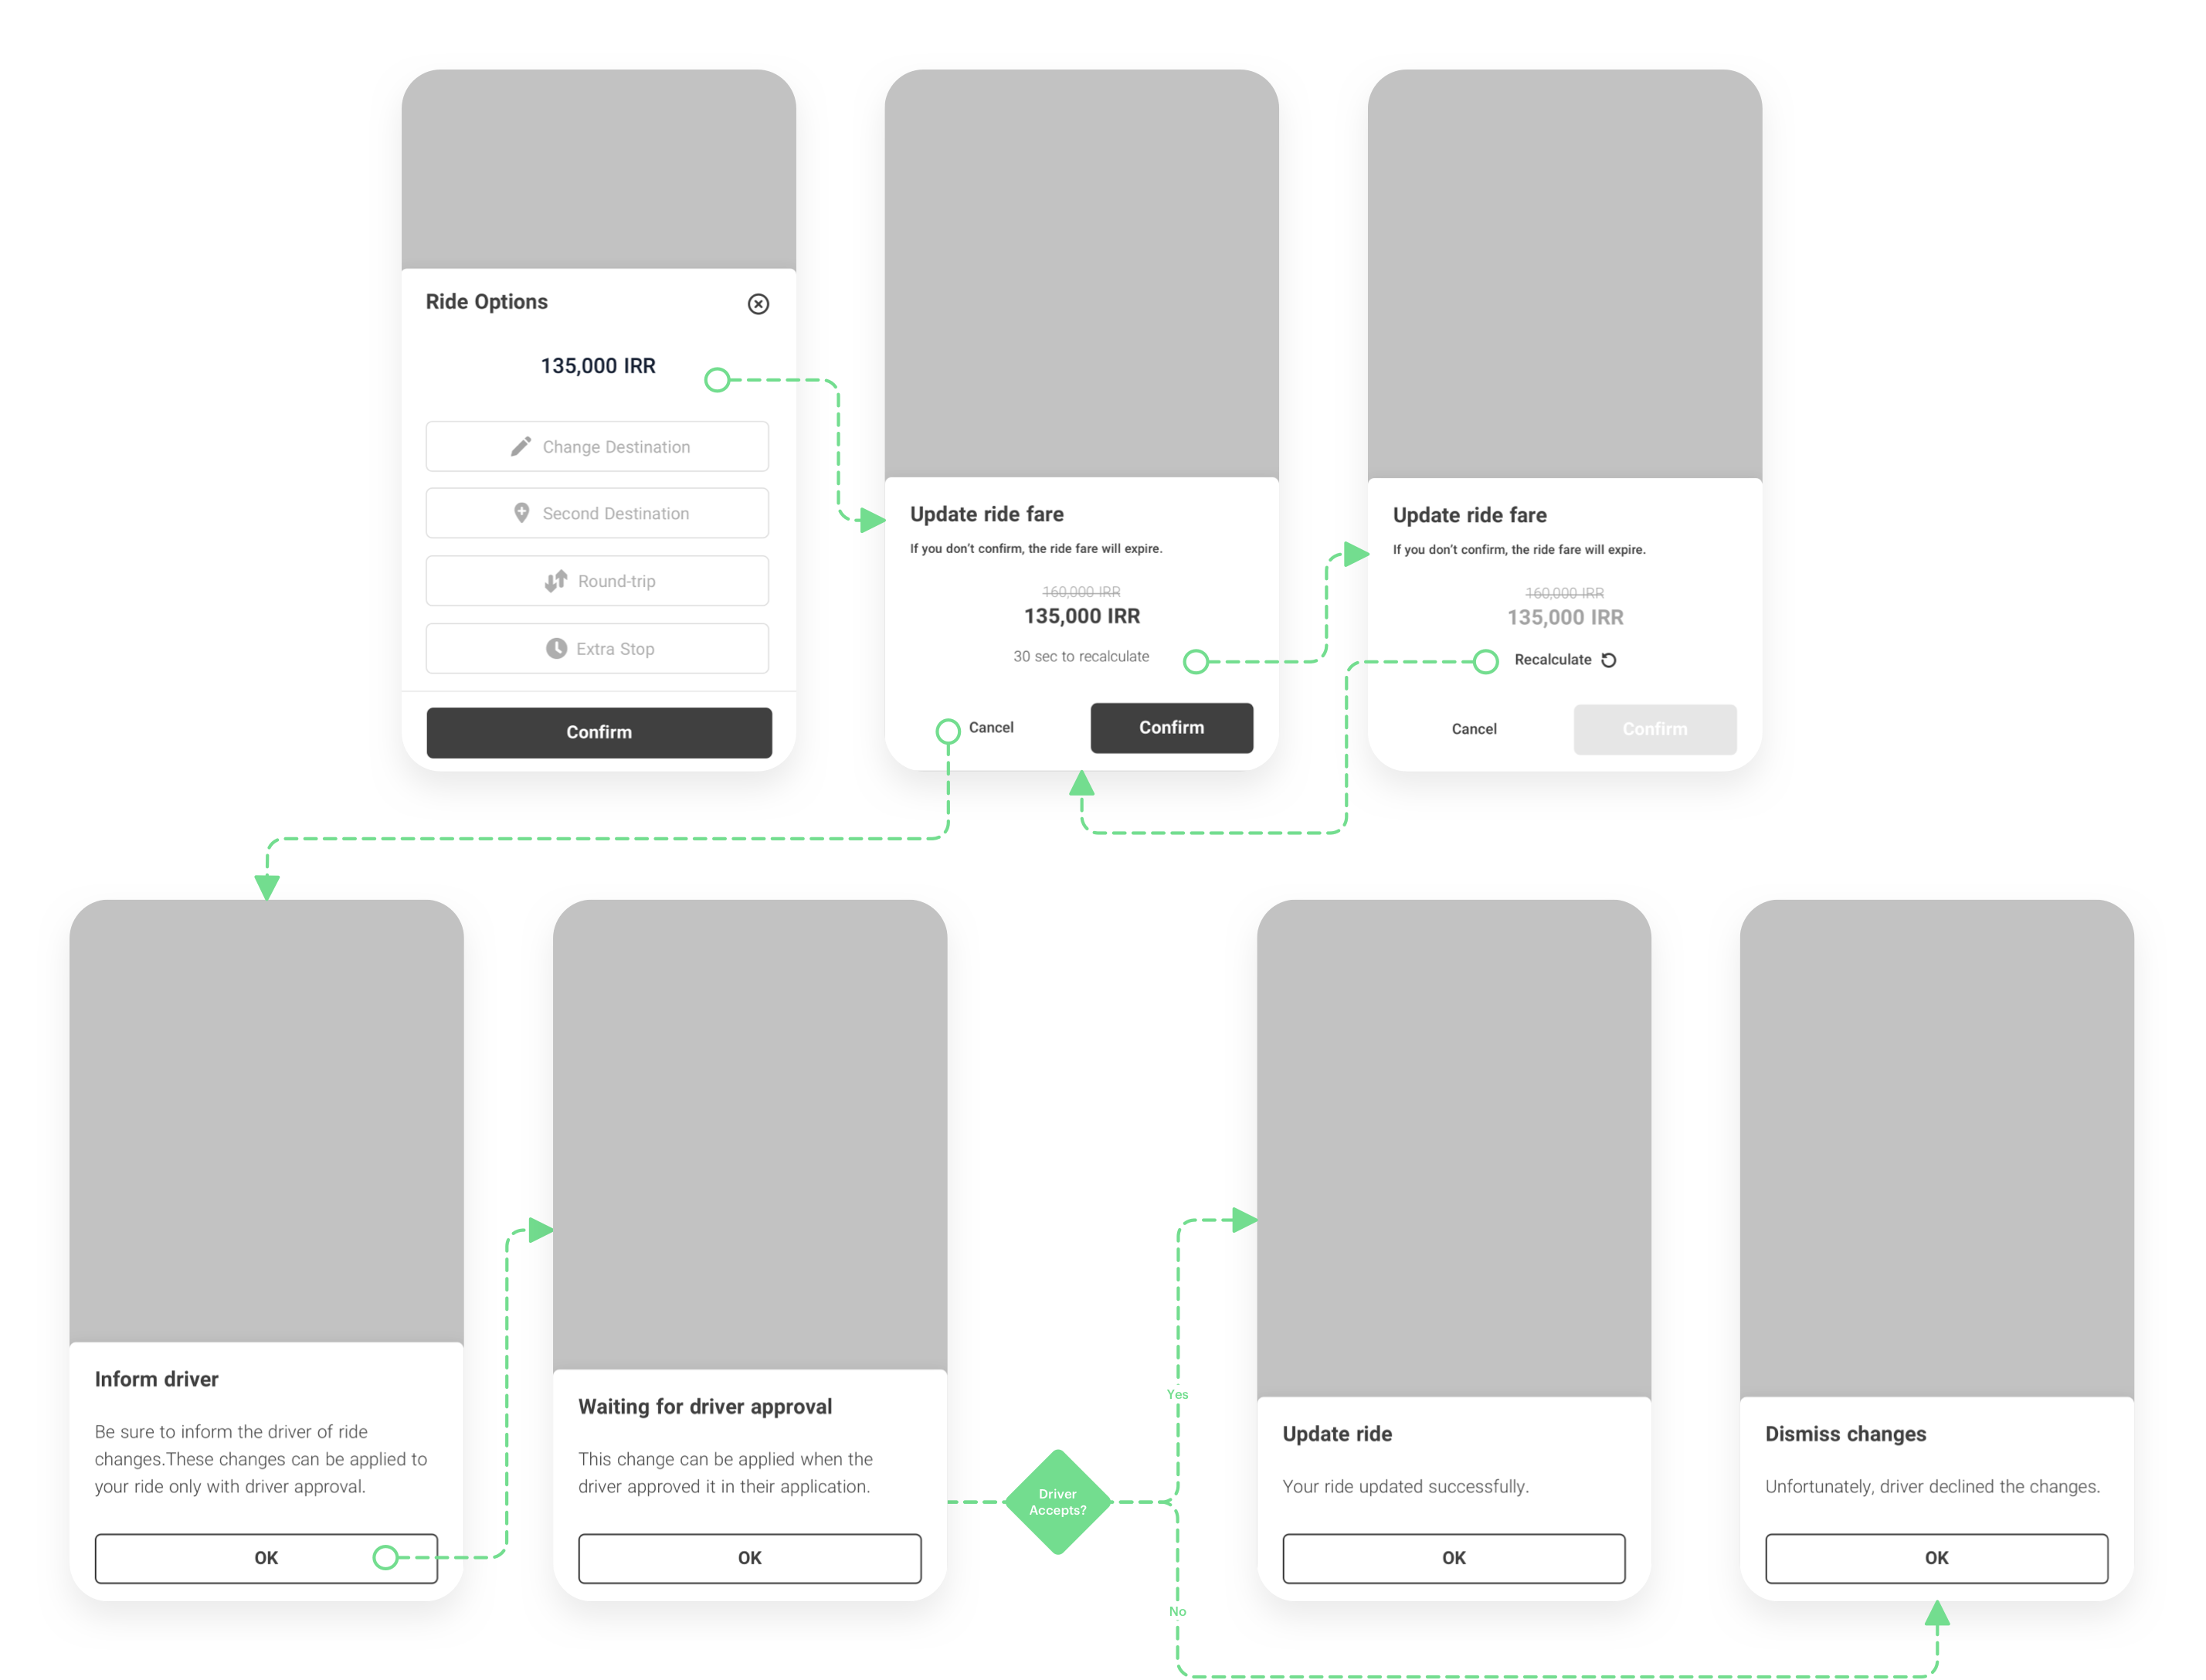 Ride Options
135,000 IRR
Change Destination
Second Destination
Round-trip
Extra Stop
Confirm
Update ride fare
If you don't confirm, the ride fare will expire.
160,000 IRR
135,000 IRR
30 sec to recalculate
Cancel
Confirm
Update ride fare
If you don't confirm, the ride fare will expire.
160,000 IRR
135,000 IRR
Recalculate
Cancel
Confirm
Inform driver
Be sure to inform the driver of ride
changes.These changes can be applied to
your ride only with driver approval.
OK
Waiting for driver approval
This change can be applied when the
driver approved it in their application.
OK
Driver
Accepts?
Yes
No
Update ride
Your ride updated successfully.
OK
Dismiss changes
Unfortunately, driver declined the changes.
OK